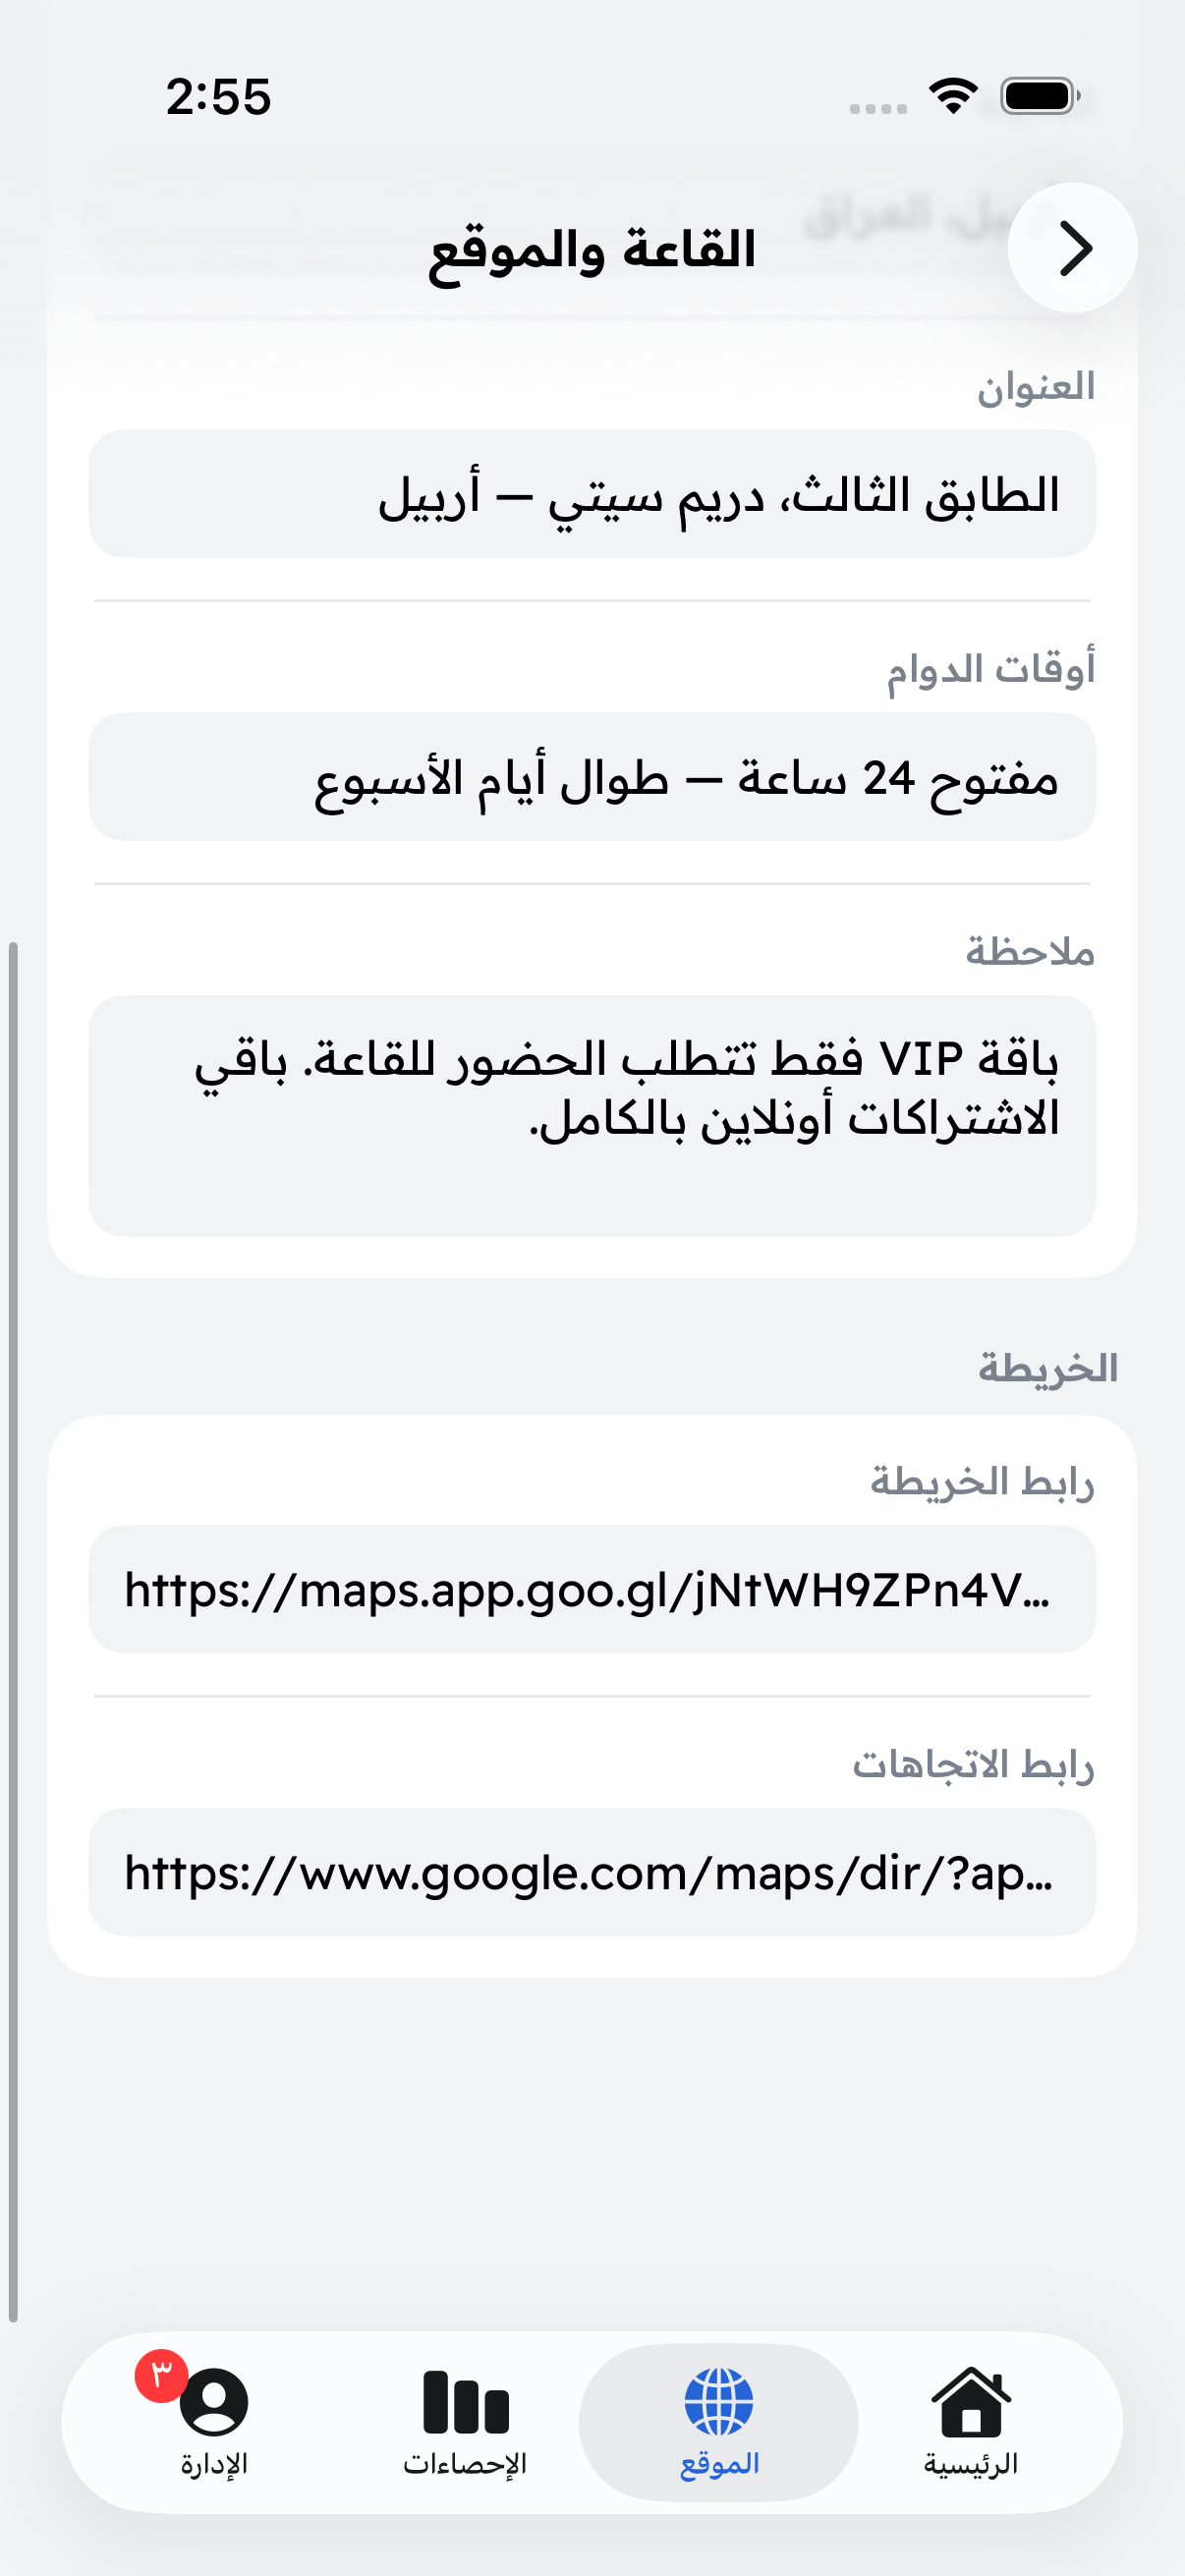 2:55
القاعة والموقع
العنوان
الطابق الثالث، دريم سيتي — أربيل
أوقات الدوام
مفتوح 24 ساعة — طوال أيام الأسبوع
ملاحظة
باقة VIP فقط تتطلب الحضور للقاعة. باقي
الاشتراكات أونلاين بالكامل.
الخريطة
رابط الخريطة
https://maps.app.goo.gl/jNtWH9ZPn4V...
رابط الاتجاهات
https://www.google.com/maps/dir/?ap...
الرئيسية
الموقع
الإحصاءات
٣
الإدارة